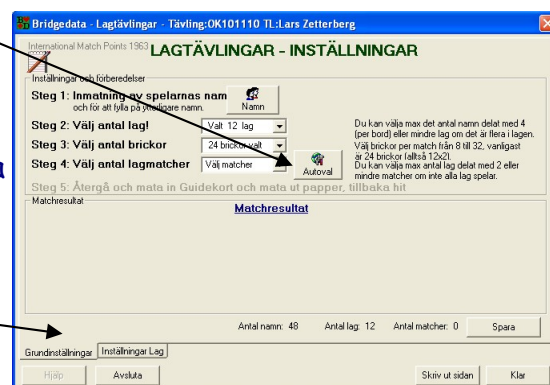 Bridgedata - Lagtävlingar - Tävling:OK101110 TL:Lars Zetterberg
International Match Points 1963
LAGTÄVLINGAR - INSTÄLLNINGAR
Inställningar och förberedelser
Steg 1: Inmatning av spelarnas namn
och för att fylla på ytterligare namn.
Namn
Steg 2: Välj antal lag!
Valt 12 lag
Du kan välja max det antal namn delat med 4
(per bord) eller mindre lag om det är flera i lagen.
Steg 3: Välj antal brickor
24 brickor valt
Välj brickor per match från 8 till 32, vanligast
är 24 brickor (alltså 12x2).
Steg 4: Välj antal lagmatcher
Välj matcher
Autoval
Du kan välja max antal lag delat med 2 eller
mindre matcher om inte alla lag spelar.
Steg 5: Återgå och mata in Guidekort och mata ut papper, tillbaka hit
Matchresultat
Matchresultat
Antal namn: 48 Antal lag: 12 Antal matcher: 0 Spara
Grundinställningar Inställningar Lag
Hjälp Avsluta Skriv ut sidan Klar